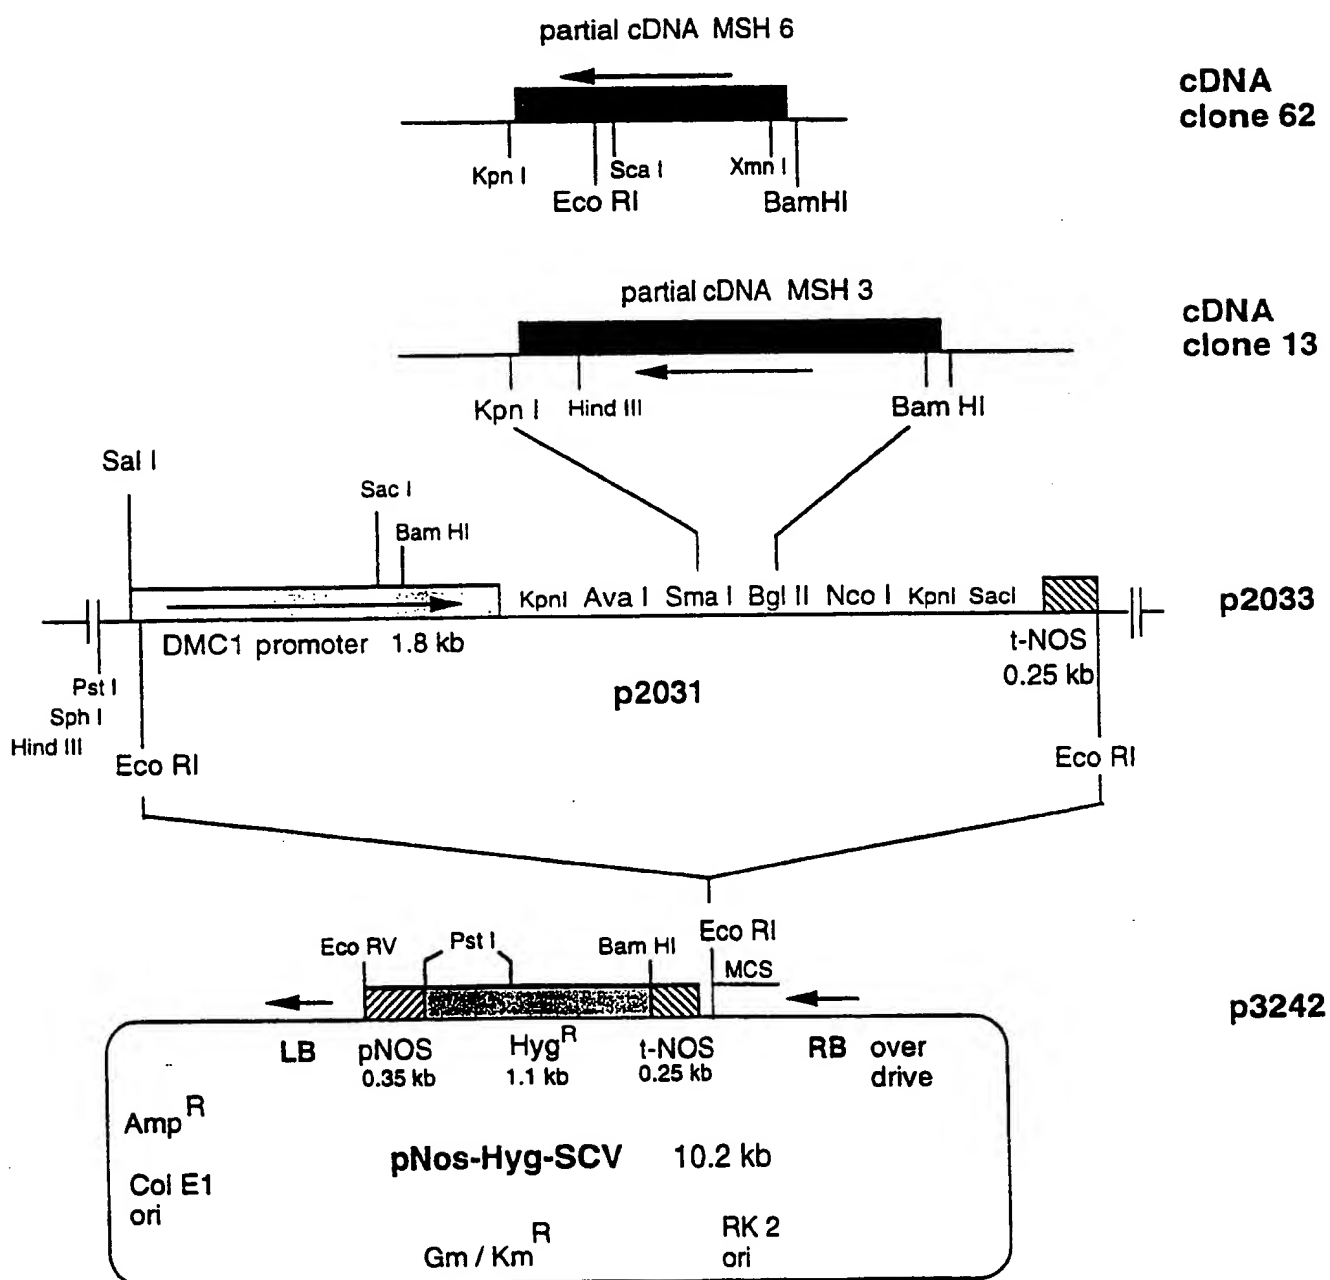 partial cDNA MSH 6
cDNA
clone 62
Kpn I
Sca I
Xmn I
Eco RI
BamHI
partial cDNA MSH 3
cDNA
clone 13
Kpn I
Hind III
Bam HI
Sal I
Sac I
Bam HI
KpnI Ava I Sma I Bgl II Nco I KpnI SacI
p2033
DMC1 promoter 1.8 kb
t-NOS
0.25 kb
p2031
Pst I
Sph I
Hind III
Eco RI
Eco RI
Eco RV
Pst I
Bam HI
Eco RI
MCS
p3242
LB
pNOS
0.35 kb
Hyg R
1.1 kb
t-NOS
0.25 kb
RB
over
drive
Amp R
pNos-Hyg-SCV 10.2 kb
Col E1
ori
Gm / Km R
RK 2
ori